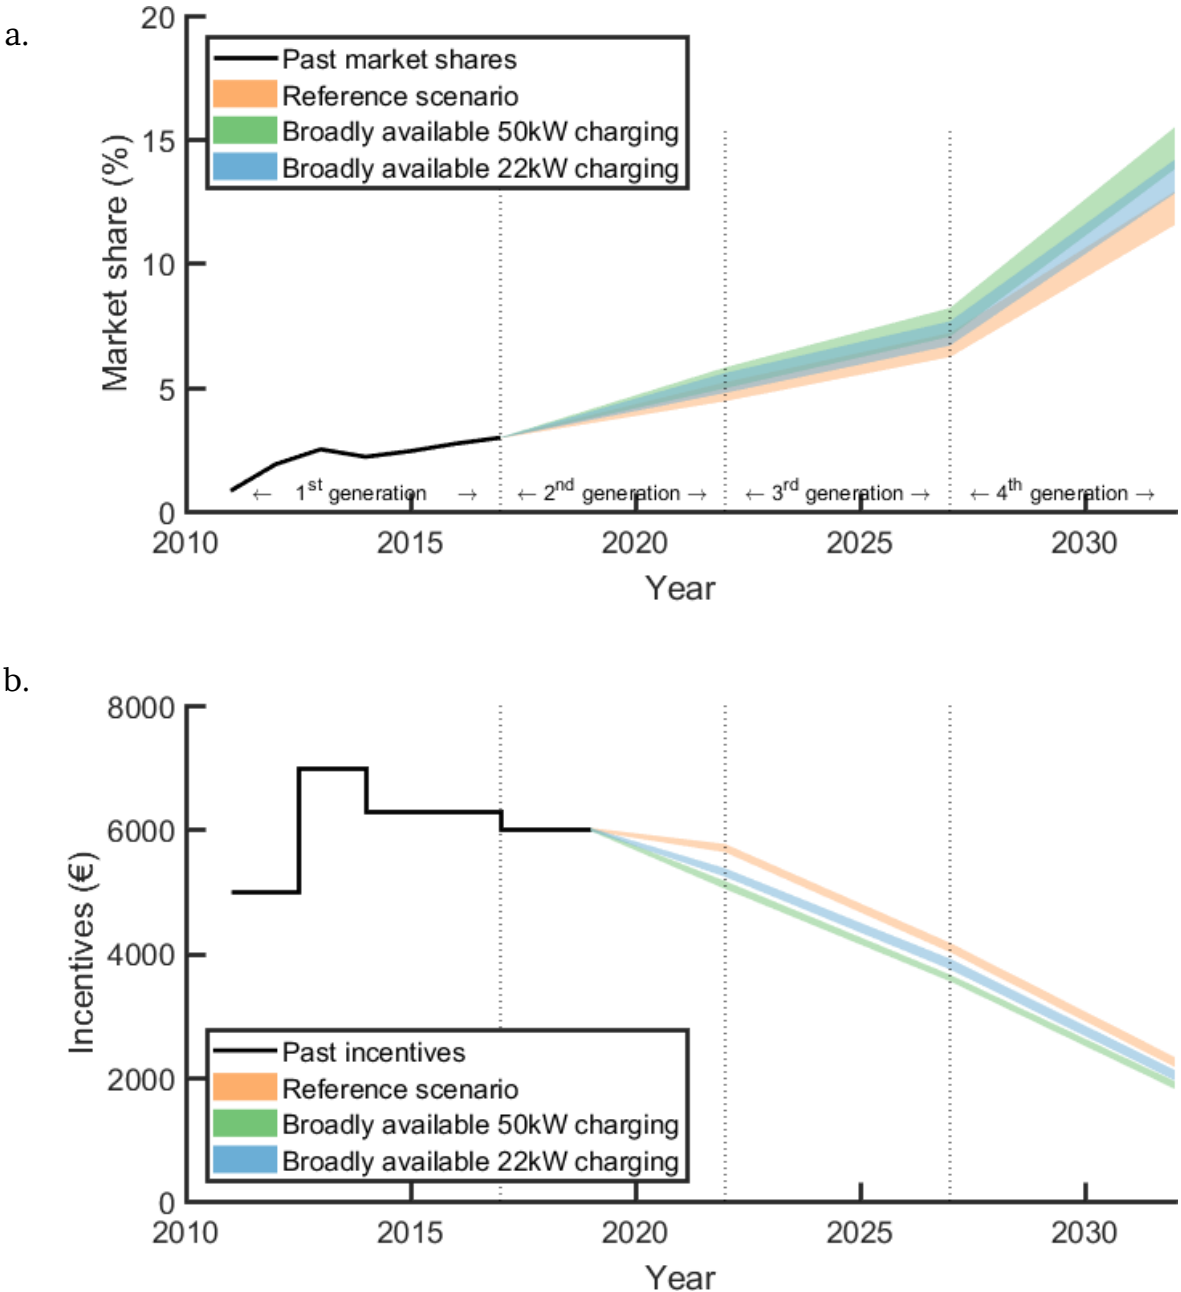 a.
20
15
10
5
0
Market share (%)
Past market shares
Reference scenario
Broadly available 50kW charging
Broadly available 22kW charging
← 1st generation → ← 2nd generation → ← 3rd generation → ← 4th generation →
2010 2015 2020 2025 2030
Year
b.
8000
6000
4000
2000
0
Incentives (€)
Past incentives
Reference scenario
Broadly available 50kW charging
Broadly available 22kW charging
2010 2015 2020 2025 2030
Year